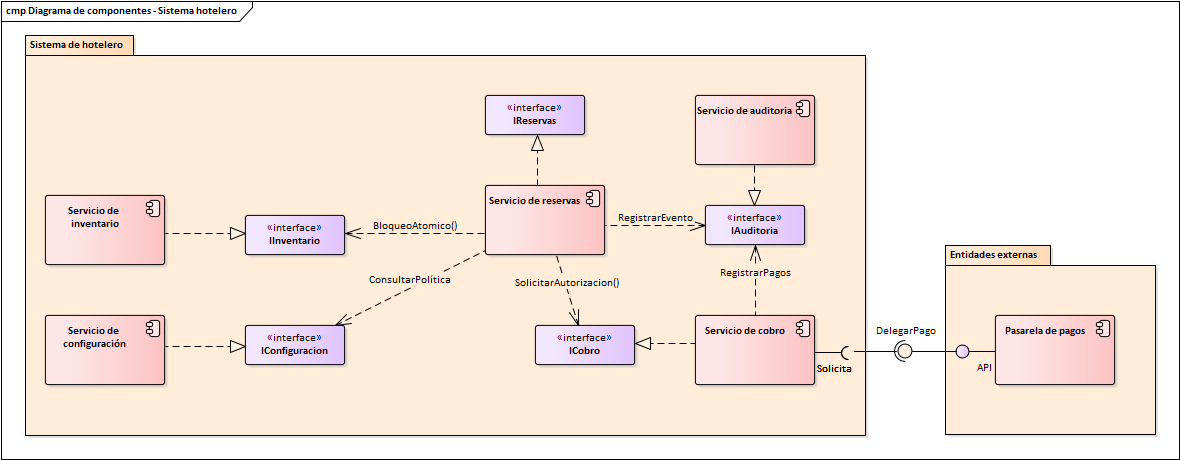 cmp Diagrama de componentes - Sistema hotelero
Sistema de hotelero
«interface»
IReservas
Servicio de auditoria
Servicio de
inventario
Servicio de reservas
«interface»
IInventario
BloqueoAtomico()
RegistrarEvento
«interface»
IAuditoria
ConsultarPolítica
SolicitarAutorizacion()
RegistrarPagos
Servicio de
configuración
«interface»
IConfiguracion
«interface»
ICobro
Servicio de cobro
Solicita
DelegarPago
Entidades externas
API
Pasarela de pagos